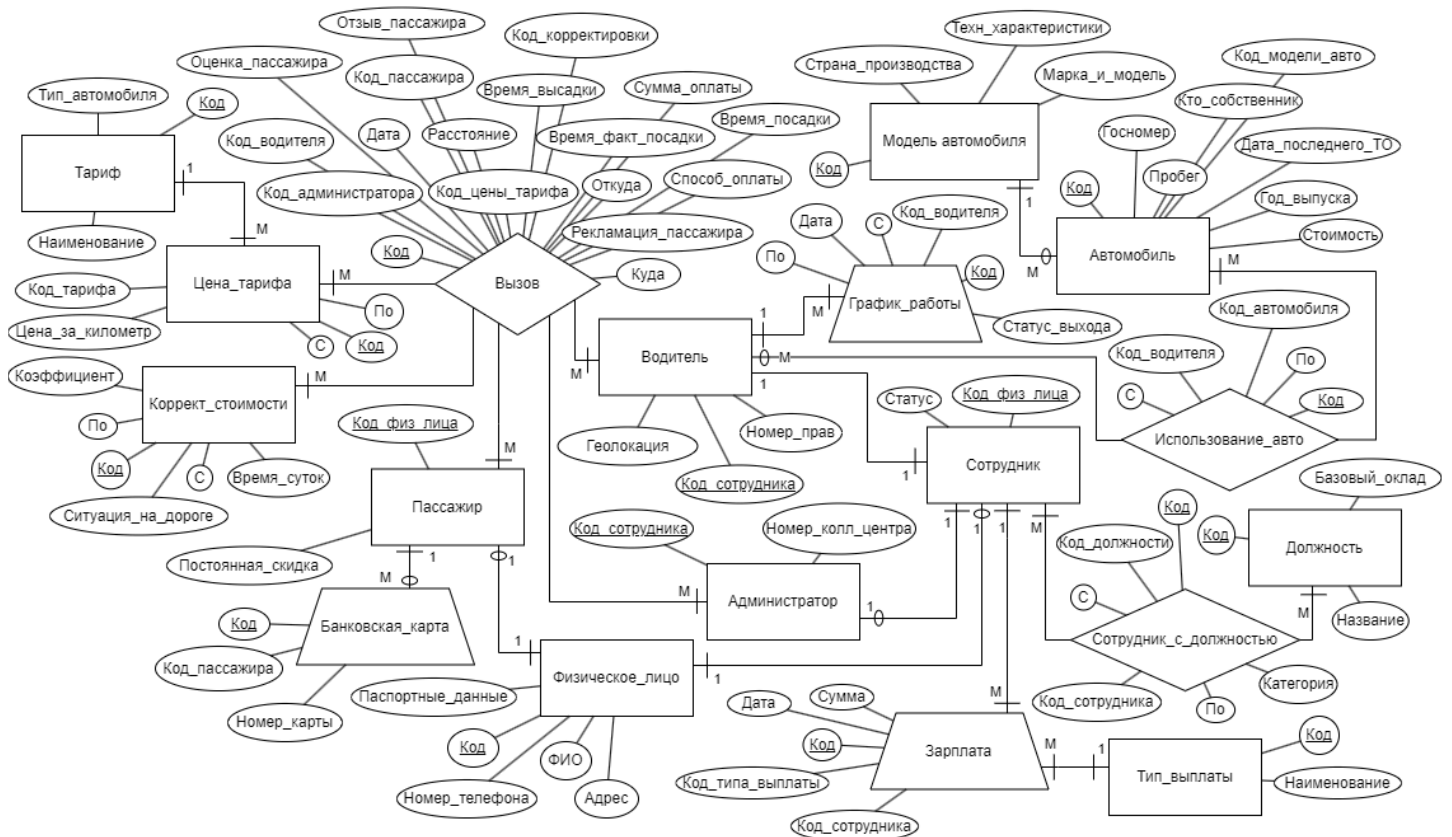 Отзыв_пассажира
Код_корректировки
Техн_характеристики
Оценка_пассажира
Код_пассажира
Страна_производства
Код_модели_авто
Марка_и_модель
Тип_автомобиля
Код
Время_высадки
Сумма_оплаты
Кто_собственник
Код_водителя
Дата
Расстояние
Время_факт_посадки
Время_посадки
Модель автомобиля
Госномер
Дата_последнего_ТО
Тариф
1
Код
Код_администратора
Код_цены_тарифа
Откуда
Способ_оплаты
Код
Пробег
Наименование
М
Код
Рекламация_пассажира
Дата
С
Код_водителя
1
Год_выпуска
Стоимость
Код_тарифа
Цена_тарифа
М
Вызов
Куда
По
Код
М
Автомобиль
М
Цена_за_километр
По
С
Код
График_работы
М
1
Статус_выхода
Код_автомобиля
Коэффициент
М
Водитель
М
М
1
Код_водителя
По
Коррект_стоимости
С
Код
По
Код_физ_лица
Геолокация
Номер_прав
Статус
Код_физ_лица
Использование_авто
Код
С
Время_суток
М
Код_сотрудника
1
Сотрудник
Базовый_оклад
Ситуация_на_дороге
Пассажир
Код
Код_сотрудника
Номер_колл_центра
1
1
1
М
Код_должности
Код
Должность
Постоянная_скидка
1
1
М
М
Администратор
1
С
М
Название
Код
Банковская_карта
Сотрудник_с_должностью
Код_пассажира
1
Физическое_лицо
1
Категория
Паспортные_данные
Код_сотрудника
По
Номер_карты
Дата
Сумма
М
Код
ФИО
Код
Зарплата
М
1
Тип_выплаты
Код
Код_типа_выплаты
Наименование
Номер_телефона
Адрес
Код_сотрудника